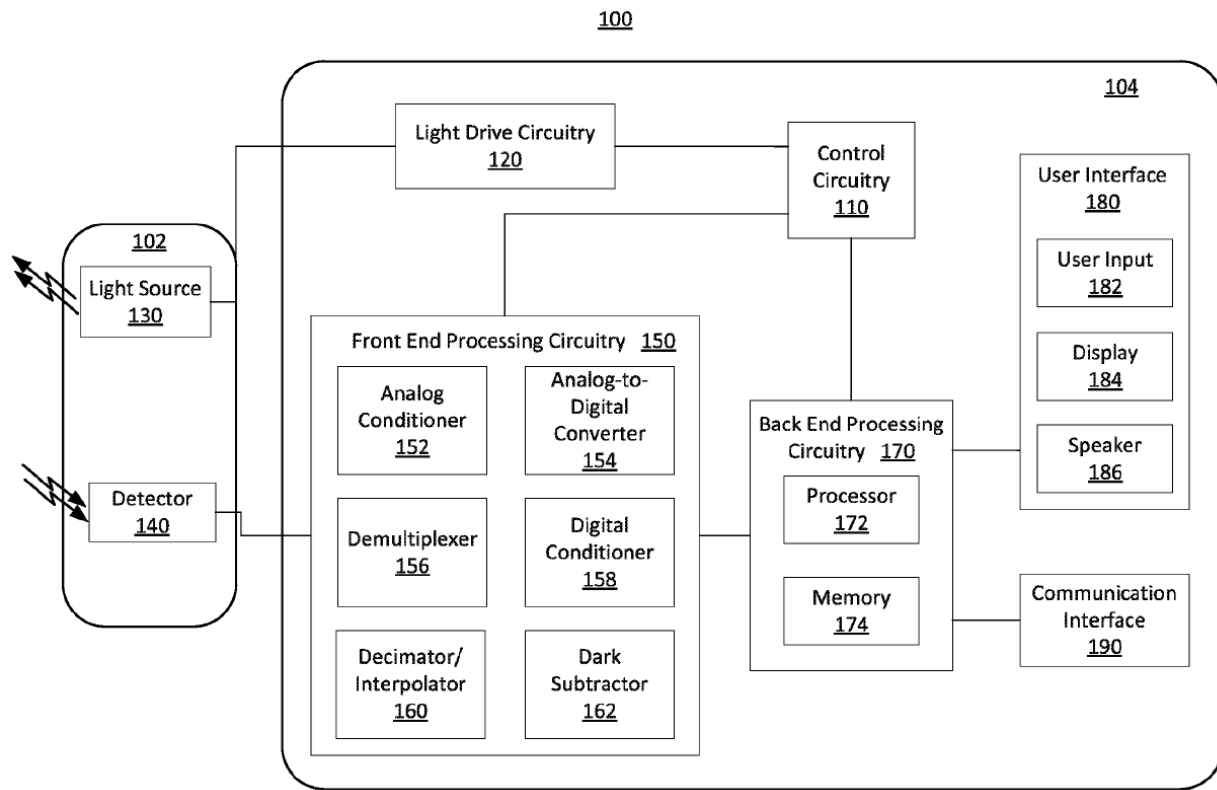 100
104
Light Drive Circuitry
120
Control
Circuitry
110
User Interface
180
User Input
182
Display
184
Speaker
186
102
Light Source
130
Detector
140
Front End Processing Circuitry 150
Analog
Conditioner
152
Analog-to-
Digital
Converter
154
Demultiplexer
156
Digital
Conditioner
158
Decimator/
Interpolator
160
Dark
Subtractor
162
Back End Processing
Circuitry 170
Processor
172
Memory
174
Communication
Interface
190